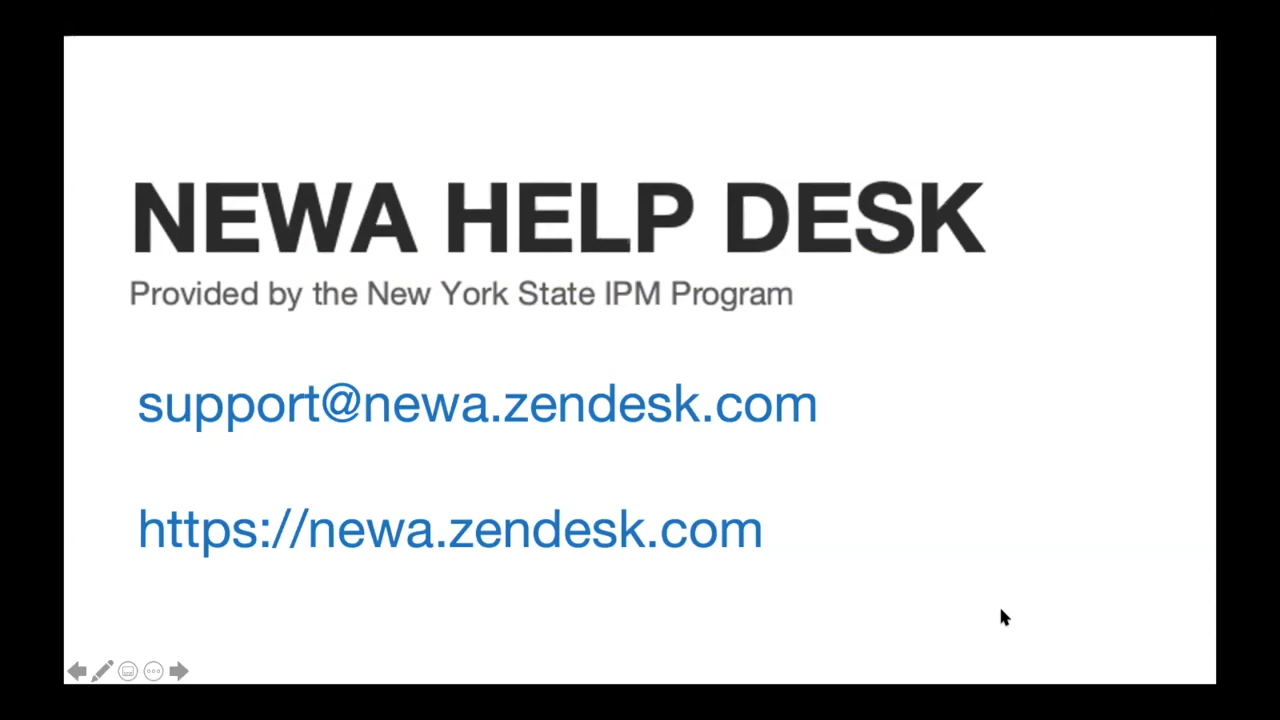 NEWA HELP DESK
Provided by the New York State IPM Program
support@newa.zendesk.com
https://newa.zendesk.com